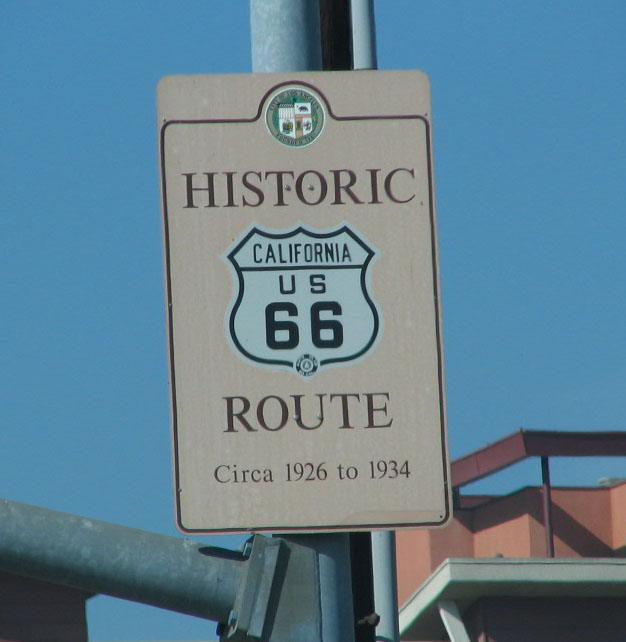 HISTORIC
CALIFORNIA
US
66
ROUTE
Circa 1926 to 1934